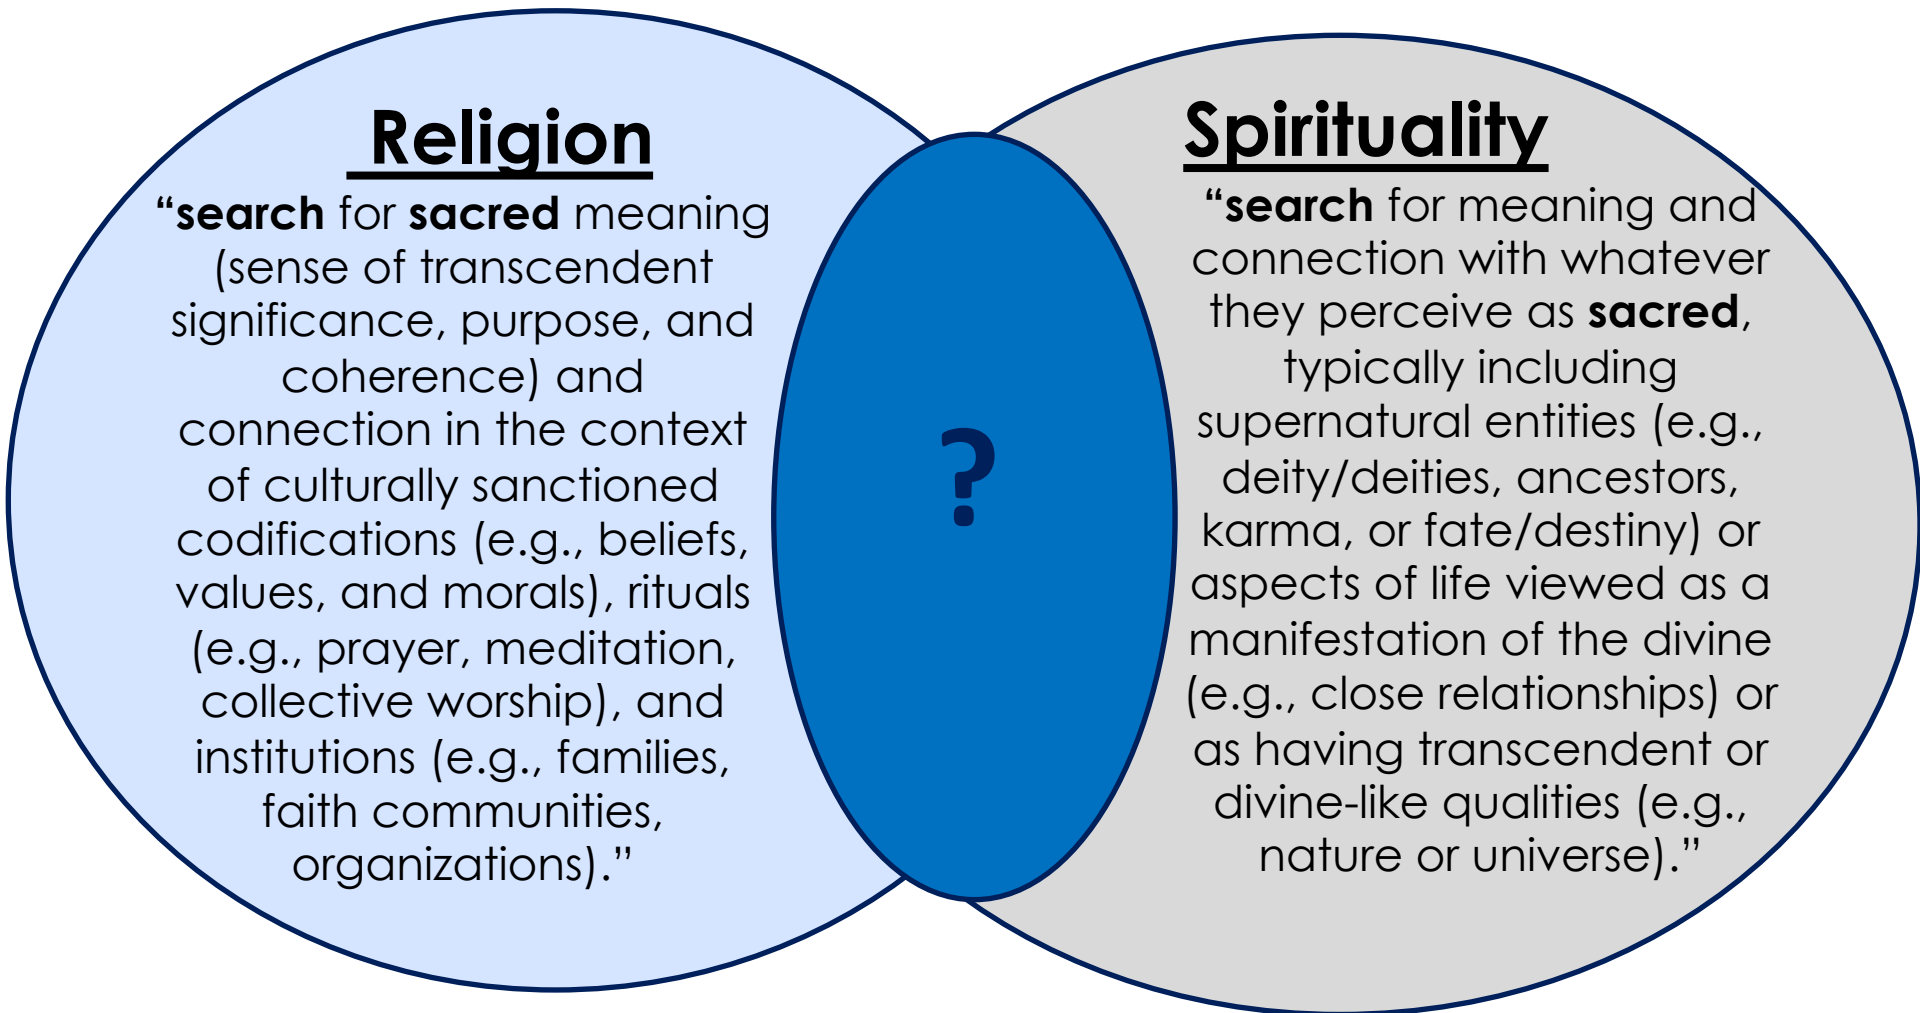 Religion
“search for sacred meaning
(sense of transcendent
significance, purpose, and
coherence) and
connection in the context
of culturally sanctioned
codifications (e.g., beliefs,
values, and morals), rituals
(e.g., prayer, meditation,
collective worship), and
institutions (e.g., families,
faith communities,
organizations).”
?
Spirituality
“search for meaning and
connection with whatever
they perceive as sacred,
typically including
supernatural entities (e.g.,
deity/deities, ancestors,
karma, or fate/destiny) or
aspects of life viewed as a
manifestation of the divine
(e.g., close relationships) or
as having transcendent or
divine-like qualities (e.g.,
nature or universe).”